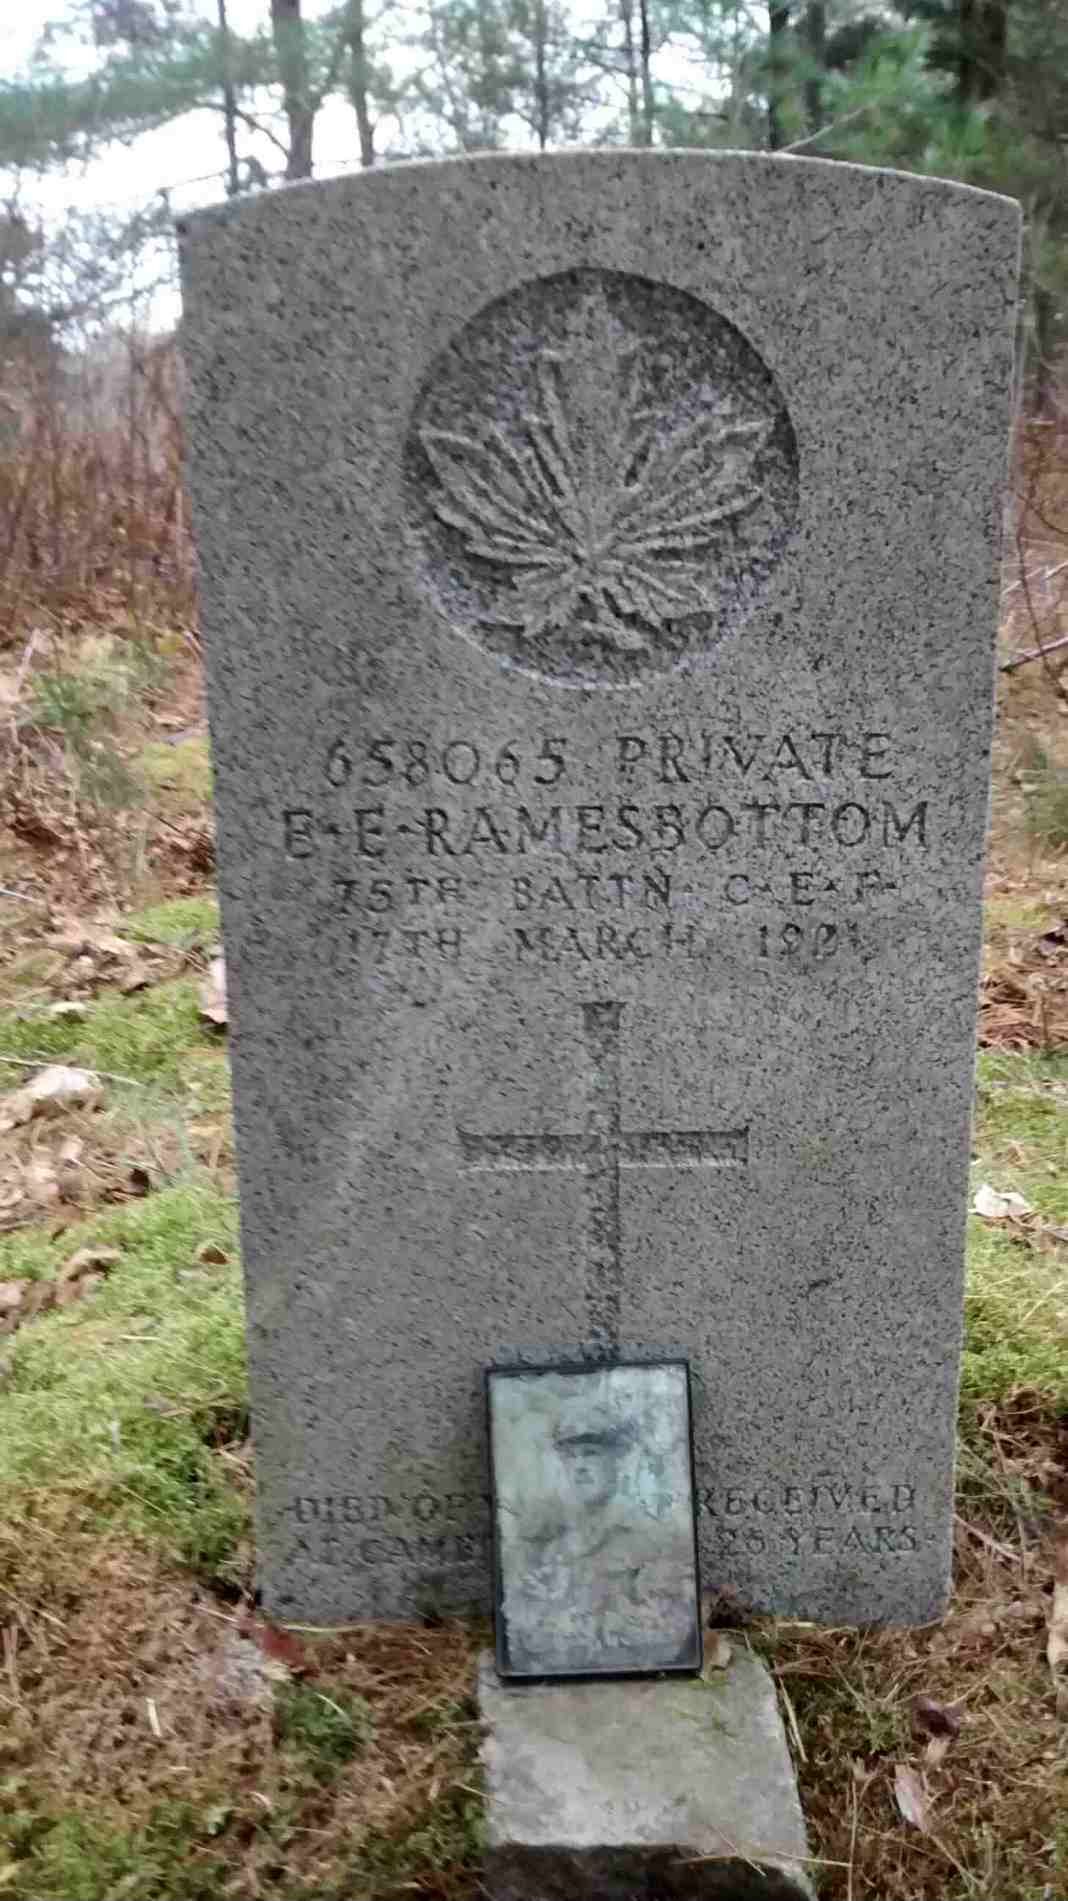 658065 PRIVATE
E·E·RAMESBOTTOM
75TH BATTN C·E·F·
17TH MARCH
DIED OF RECEIVED
AT 26 YEARS